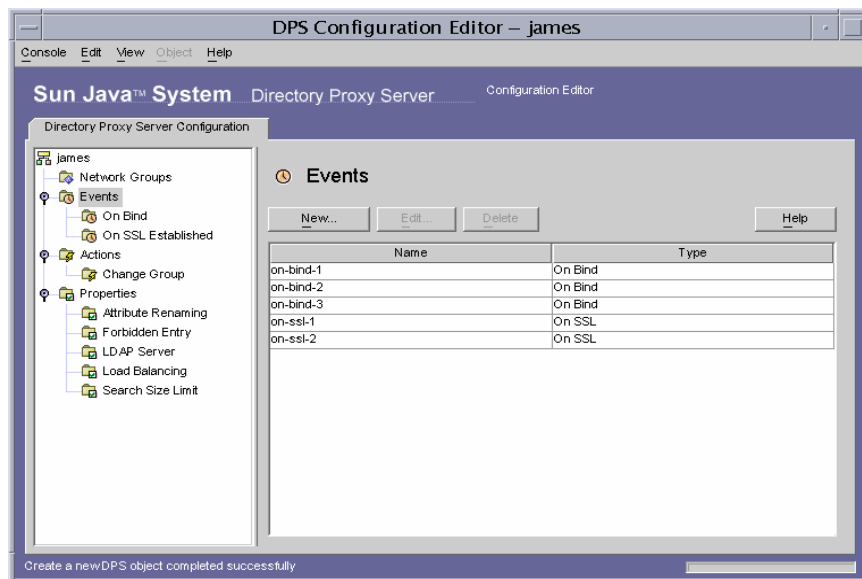 DPS Configuration Editor – james
Console Edit View Object Help
Sun Java™ System Directory Proxy Server Configuration Editor
Directory Proxy Server Configuration
james
Network Groups
Events
On Bind
On SSL Established
Actions
Change Group
Properties
Attribute Renaming
Forbidden Entry
LDAP Server
Load Balancing
Search Size Limit
Events
New... Edit... Delete Help
Name Type
on-bind-1 On Bind
on-bind-2 On Bind
on-bind-3 On Bind
on-ssl-1 On SSL
on-ssl-2 On SSL
Create a new DPS object completed successfully